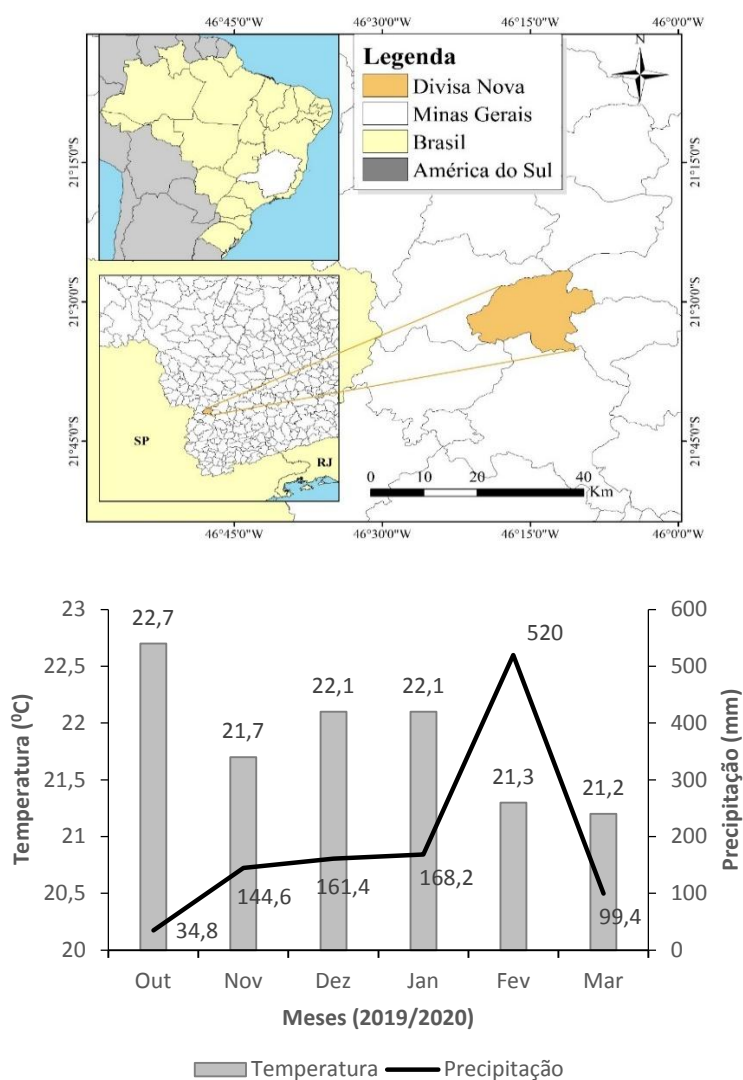 46°45'0"W 46°30'0"W 46°15'0"W 46°0'0"W
N
Legenda
Divisa Nova
Minas Gerais
Brasil
América do Sul
21°15'0"S 21°15'0"S
21°30'0"S 21°30'0"S
21°45'0"S 21°45'0"S
SP
RJ
0 10 20 40
Km
46°45'0"W 46°30'0"W 46°15'0"W 46°0'0"W
Temperatura (⁰C)
23
22,5
22
21,5
21
20,5
20
22,7
21,7
22,1
22,1
21,3
21,2
34,8
144,6
161,4
168,2
520
99,4
600
500
400
300
200
100
0
Precipitação (mm)
Out Nov Dez Jan Fev Mar
Meses (2019/2020)
Temperatura Precipitação